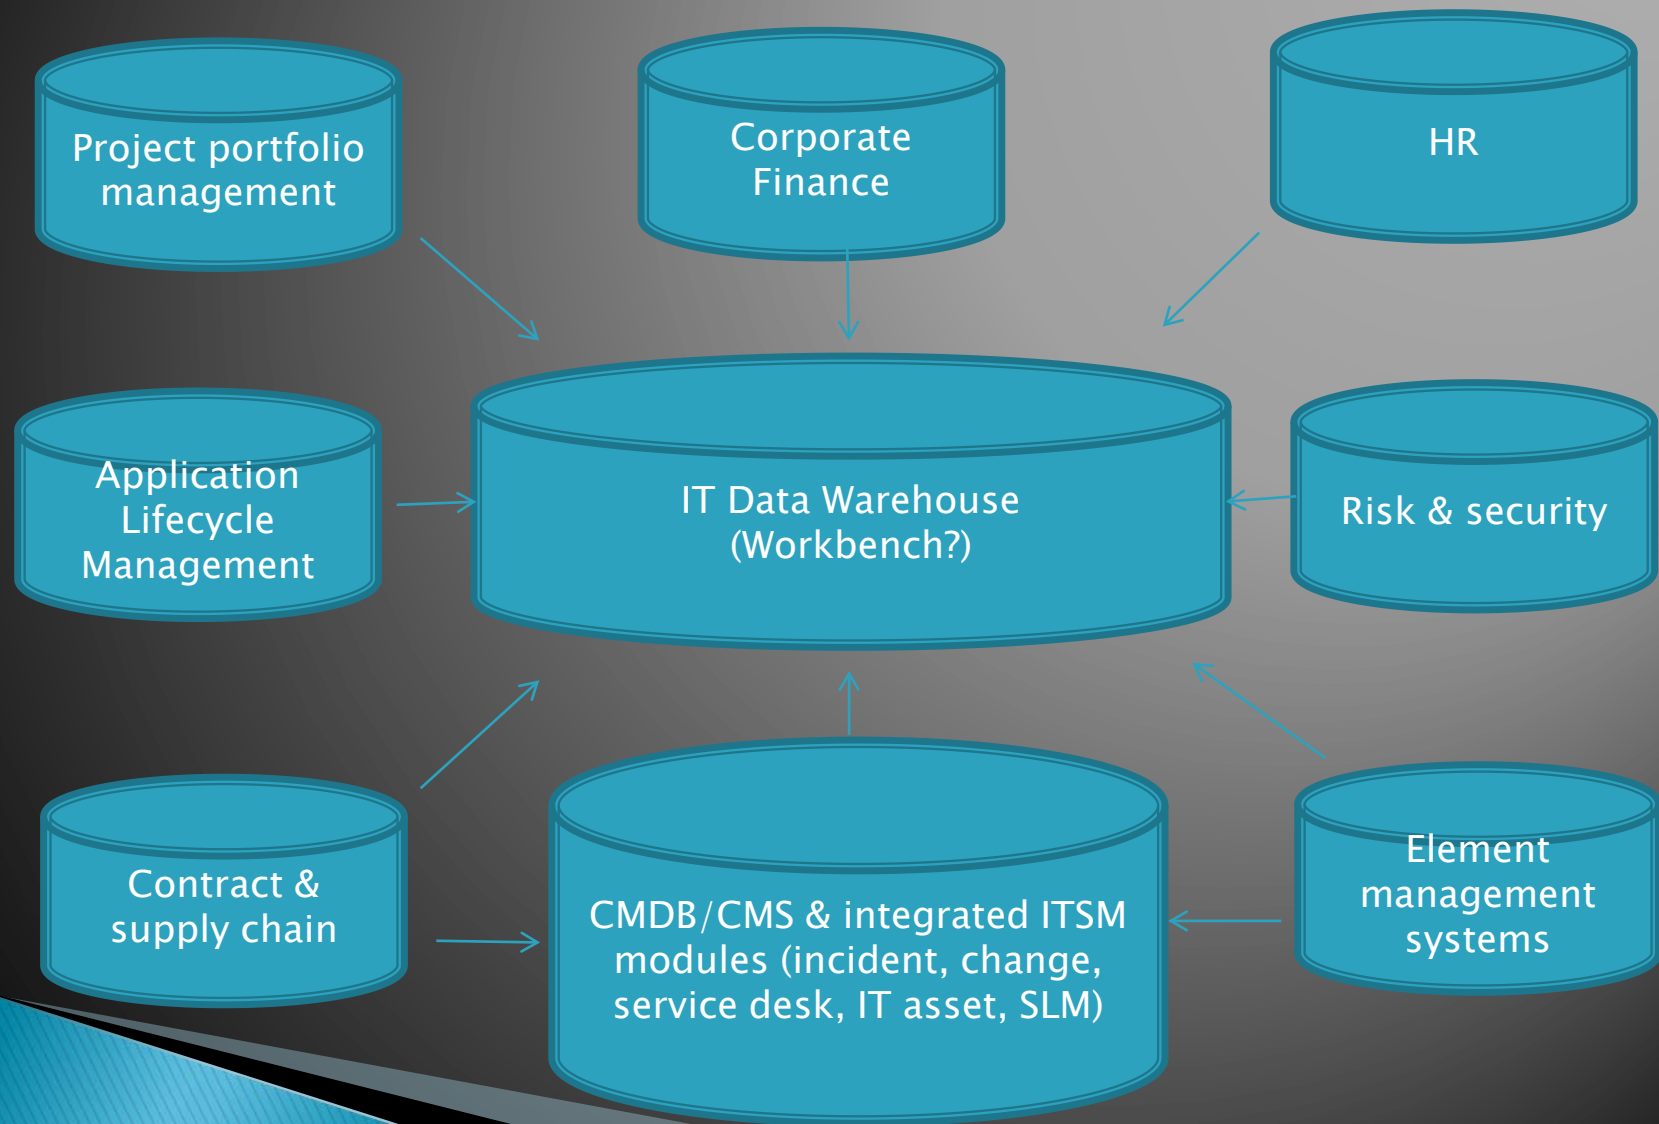 Project portfolio
management
Corporate
Finance
HR
Application
Lifecycle
Management
IT Data Warehouse
(Workbench?)
Risk & security
Contract &
supply chain
CMDB/CMS & integrated ITSM
modules (incident, change,
service desk, IT asset, SLM)
Element
management
systems